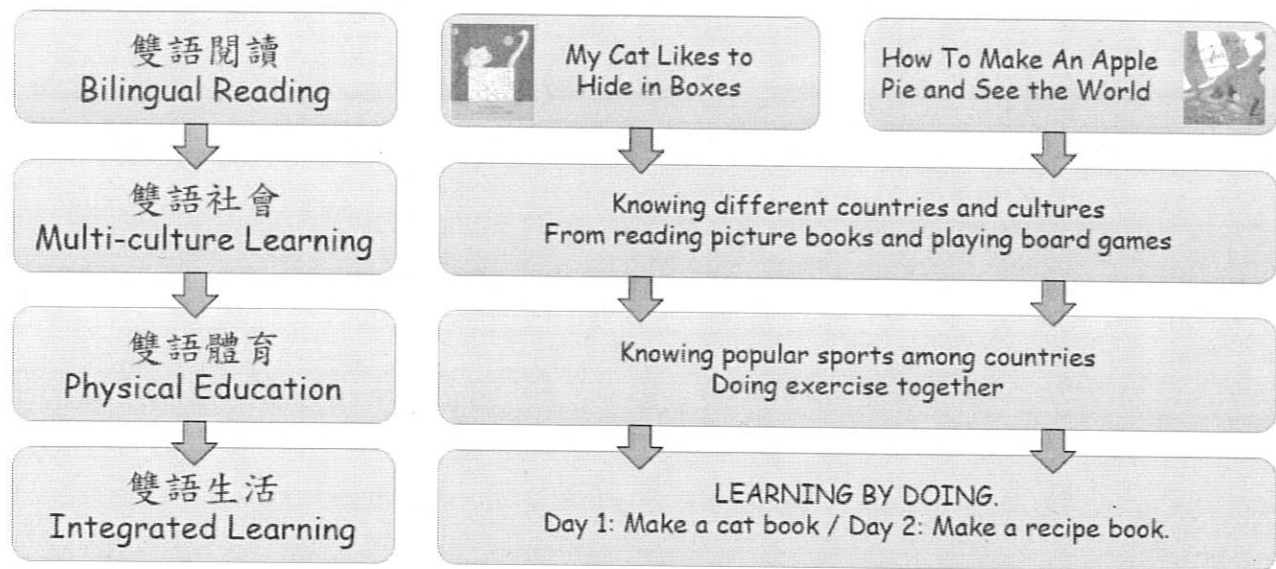 雙語閱讀
Bilingual Reading
My Cat Likes to
Hide in Boxes
How To Make An Apple
Pie and See the World
雙語社會
Multi-culture Learning
Knowing different countries and cultures
From reading picture books and playing board games
雙語體育
Physical Education
Knowing popular sports among countries
Doing exercise together
雙語生活
Integrated Learning
LEARNING BY DOING.
Day 1: Make a cat book / Day 2: Make a recipe book.